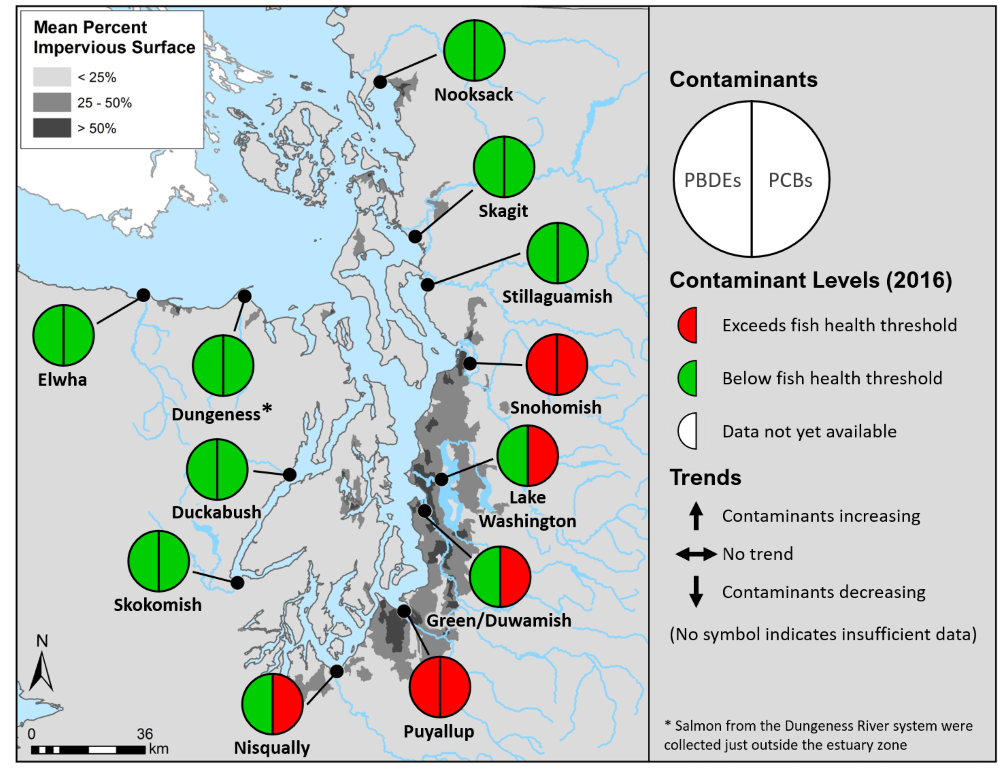 Mean Percent
Impervious Surface
< 25%
25 - 50%
> 50%
Nooksack
Skagit
Stillaguamish
Elwha
Dungeness*
Snohomish
Duckabush
Lake
Washington
Skokomish
Green/Duwamish
Nisqually
Puyallup
N
0 36
km
Contaminants
PBDEs PCBs
Contaminant Levels (2016)
Exceeds fish health threshold
Below fish health threshold
Data not yet available
Trends
Contaminants increasing
No trend
Contaminants decreasing
(No symbol indicates insufficient data)
* Salmon from the Dungeness River system were
collected just outside the estuary zone